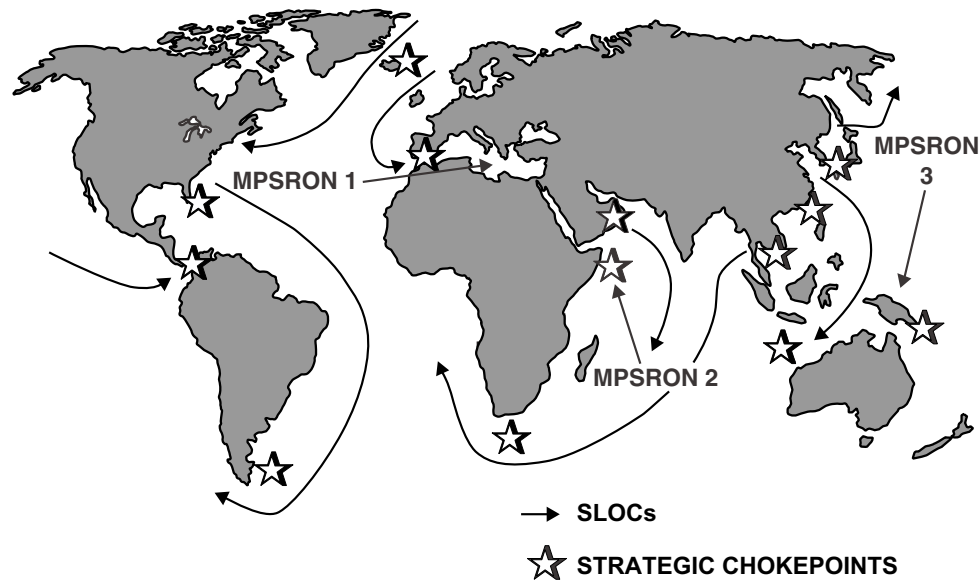 MPSRON 1
MPSRON
3
MPSRON 2
SLOCs
STRATEGIC CHOKEPOINTS